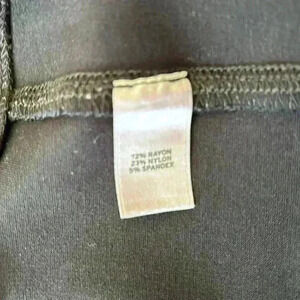 72% RAYON
23% NYLON
5% SPANDEX